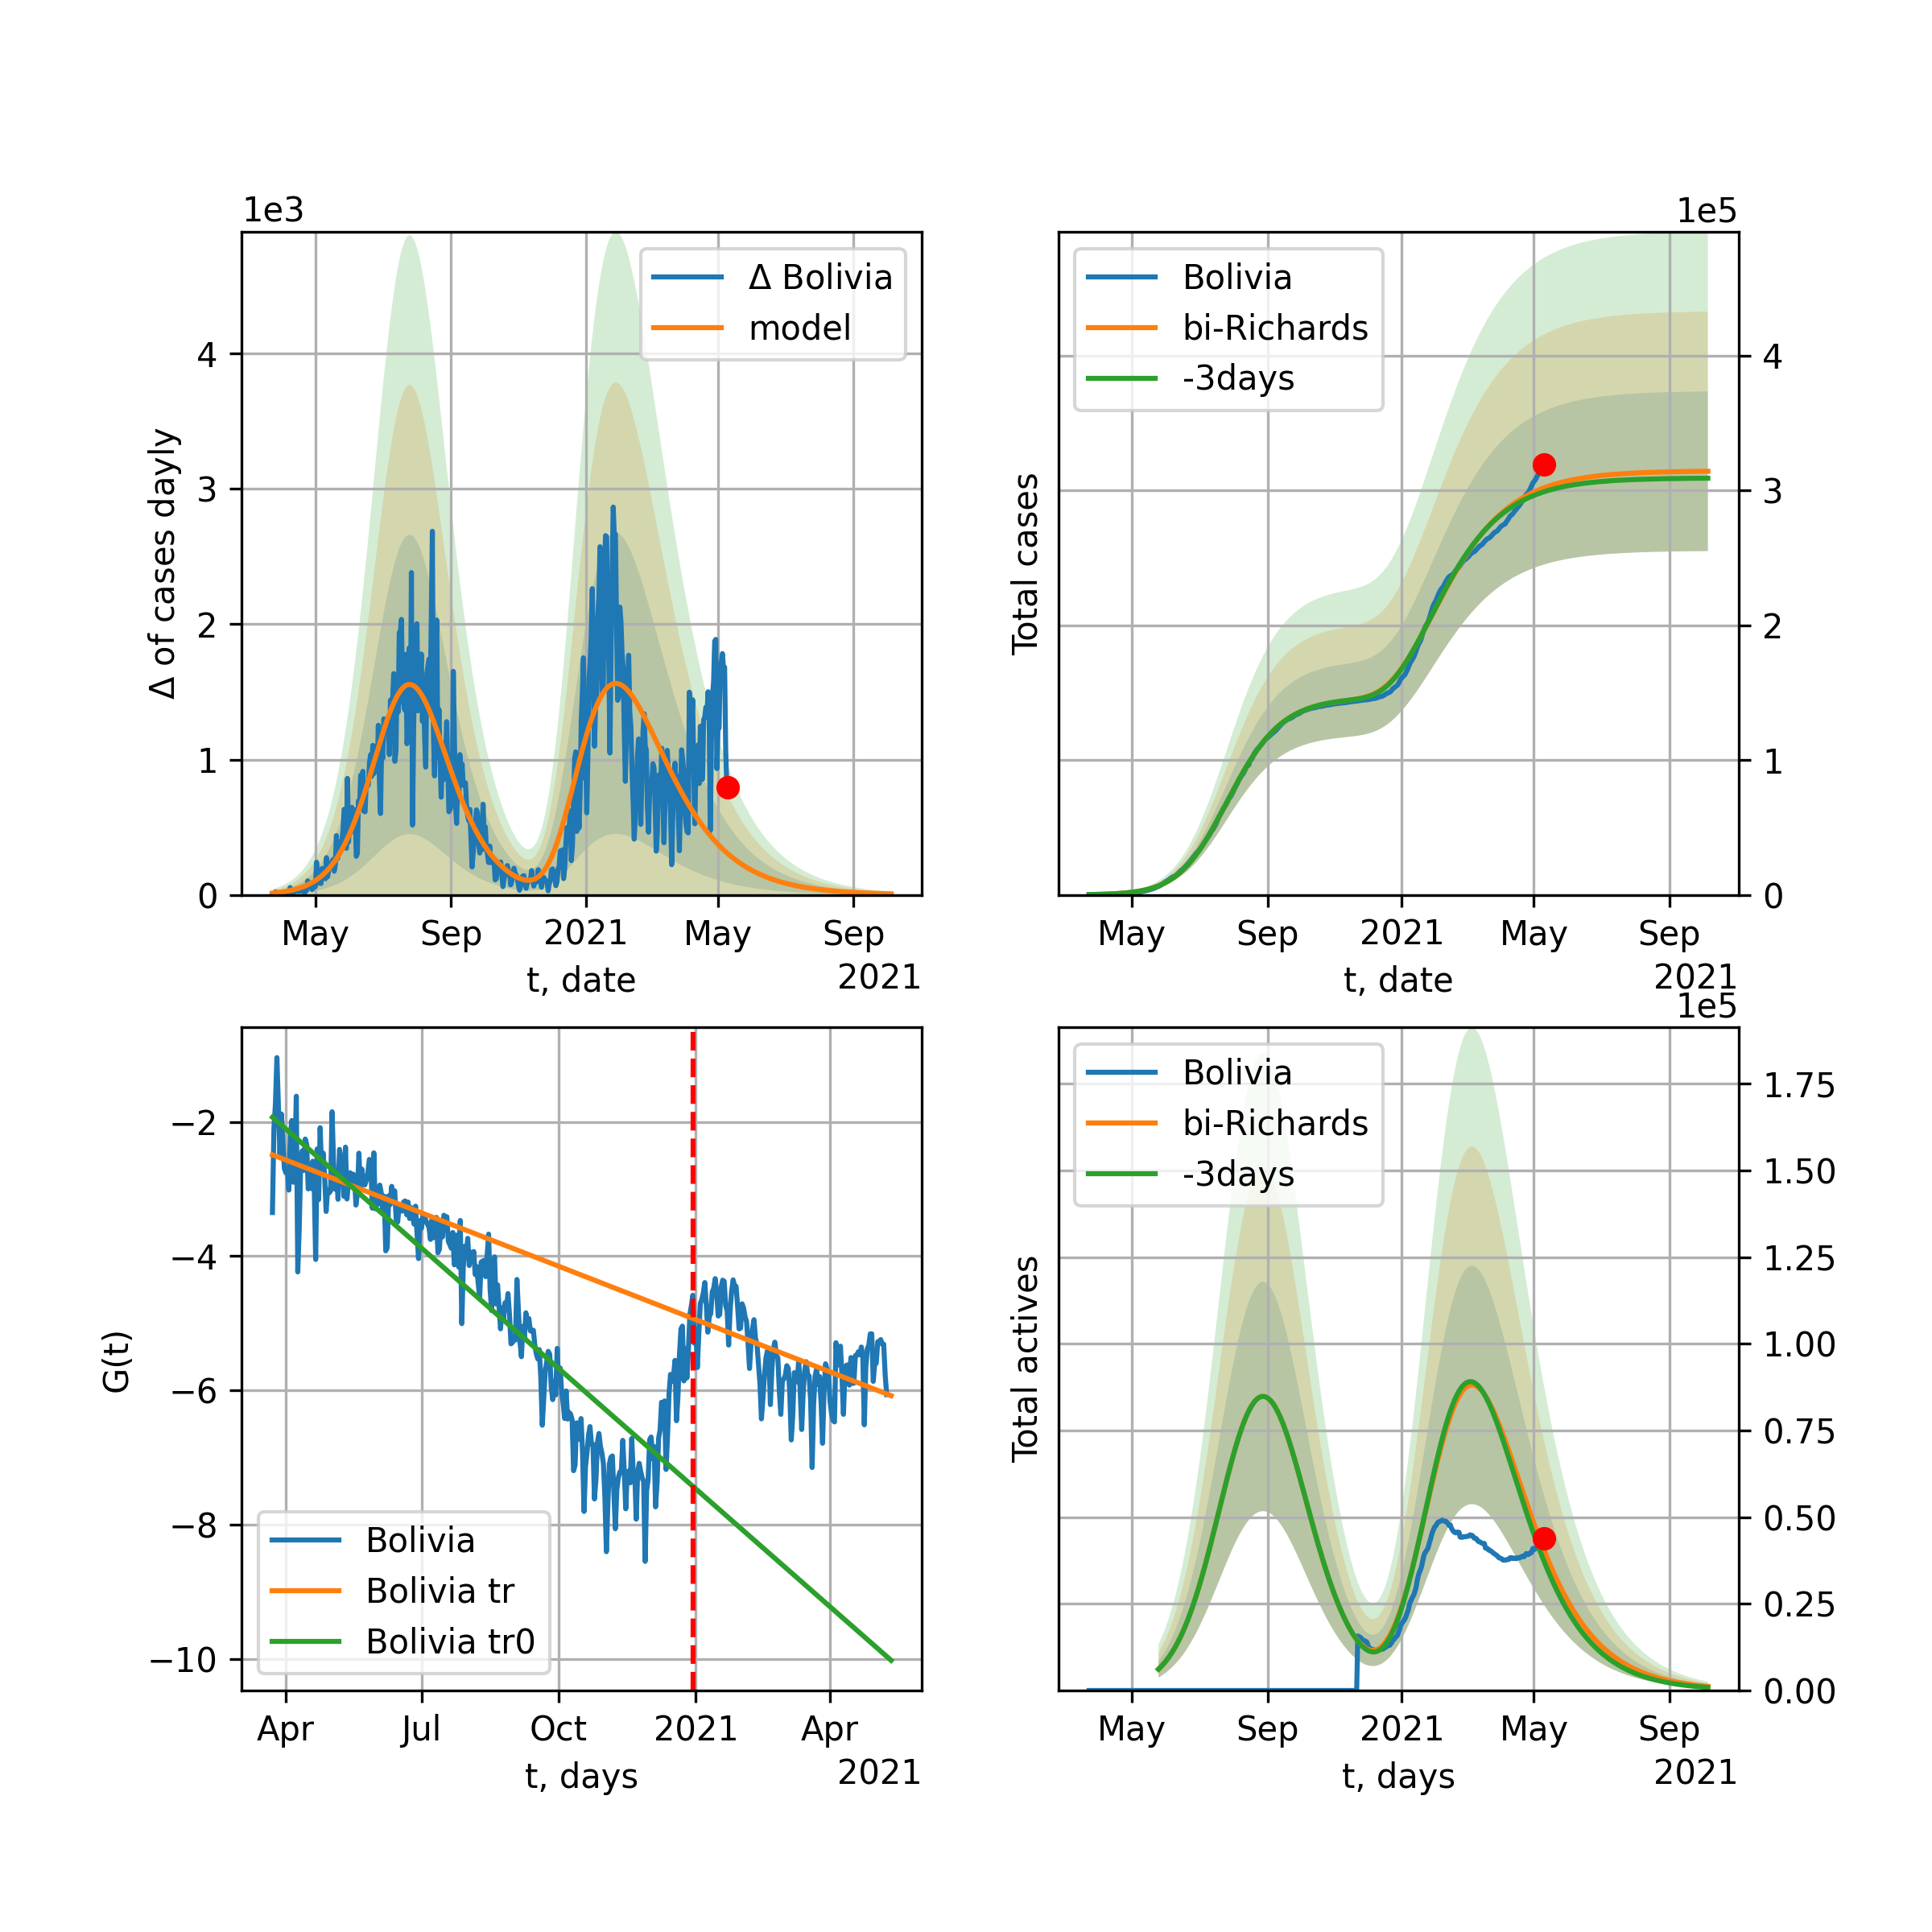 1e3
Δ of cases dayly
4
3
2
1
0
Δ Bolivia
model
May Sep 2021 May Sep
t, date
2021
1e5
Total cases
Bolivia
bi-Richards
-3days
4
3
2
1
0
May Sep 2021 May Sep
t, date
2021
G(t)
−2
−4
−6
−8
−10
Bolivia
Bolivia tr
Bolivia tr0
Apr Jul Oct 2021 Apr
t, days
2021
1e5
Total actives
Bolivia
bi-Richards
-3days
1.75
1.50
1.25
1.00
0.75
0.50
0.25
0.00
May Sep 2021 May Sep
t, days
2021